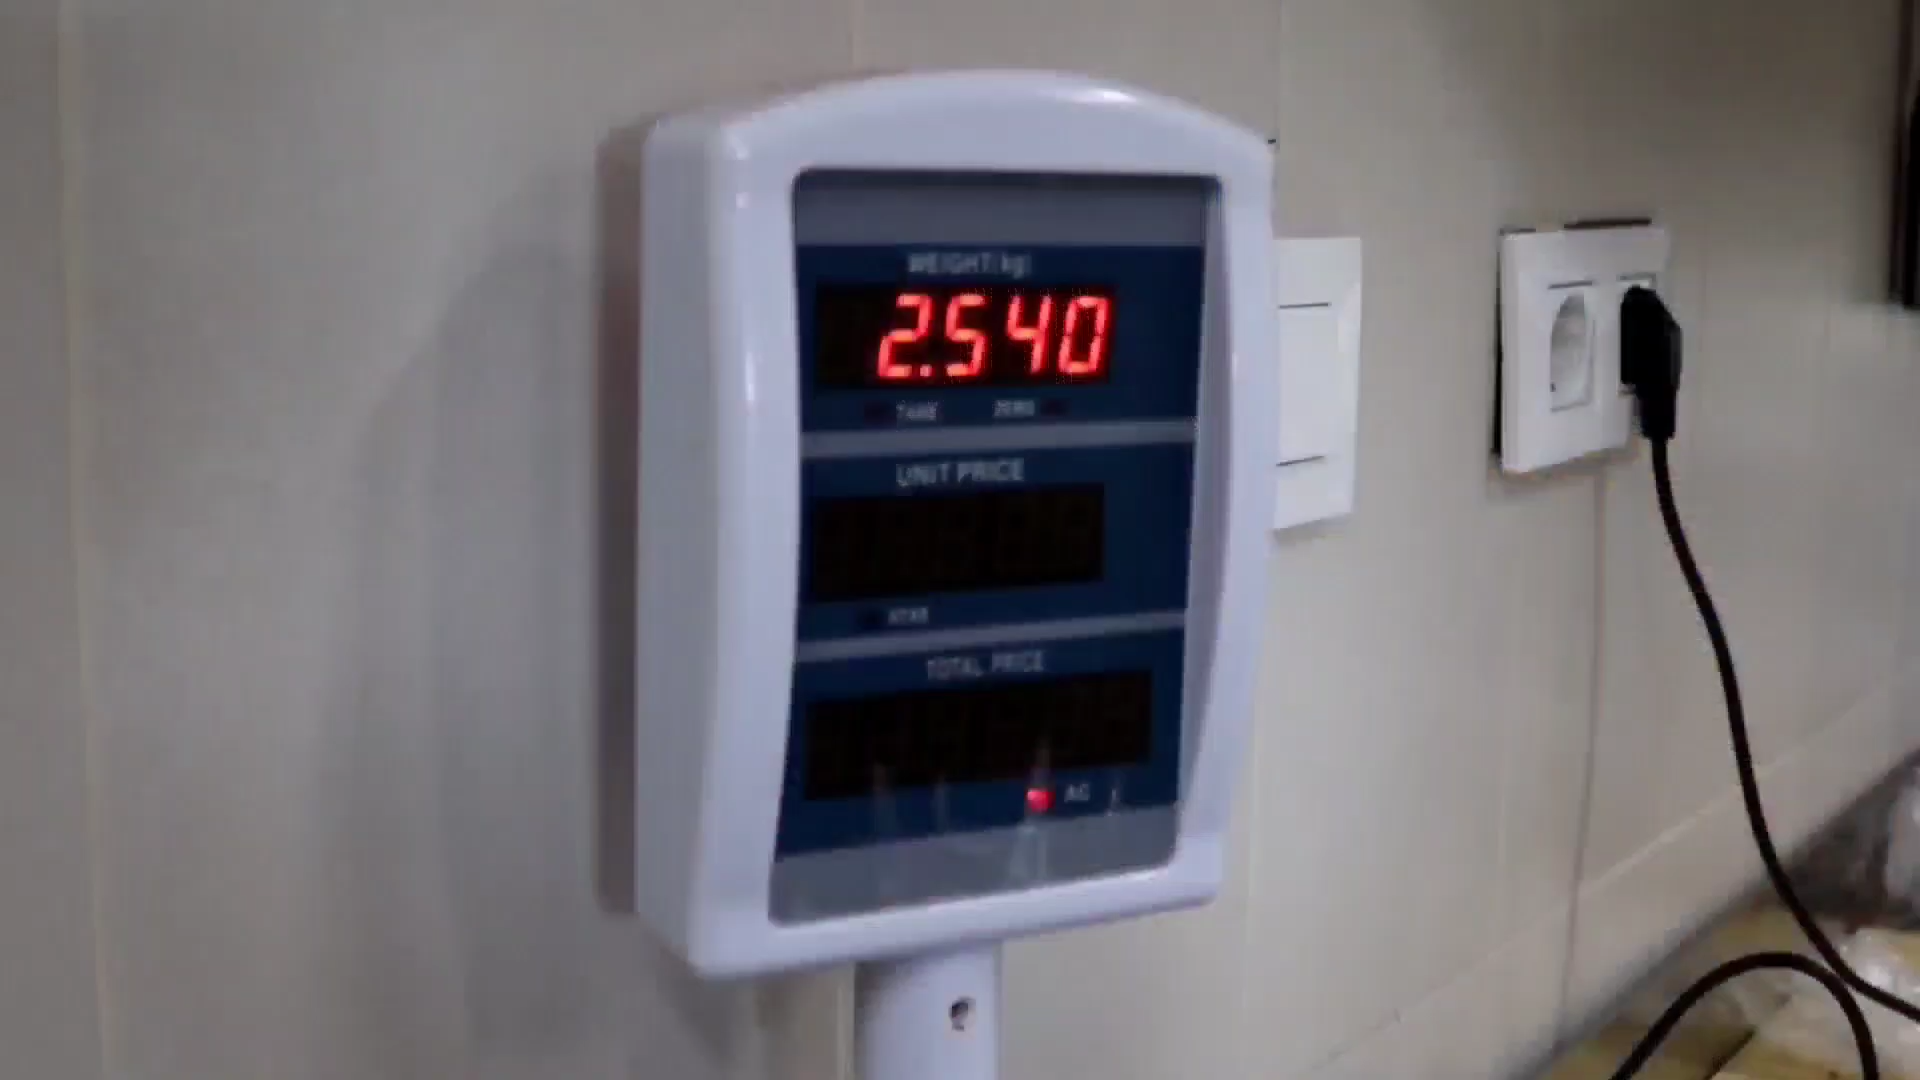 WEIGHT(kg)
2.540
TARE ZERO
UNIT PRICE
TOTAL PRICE
AC